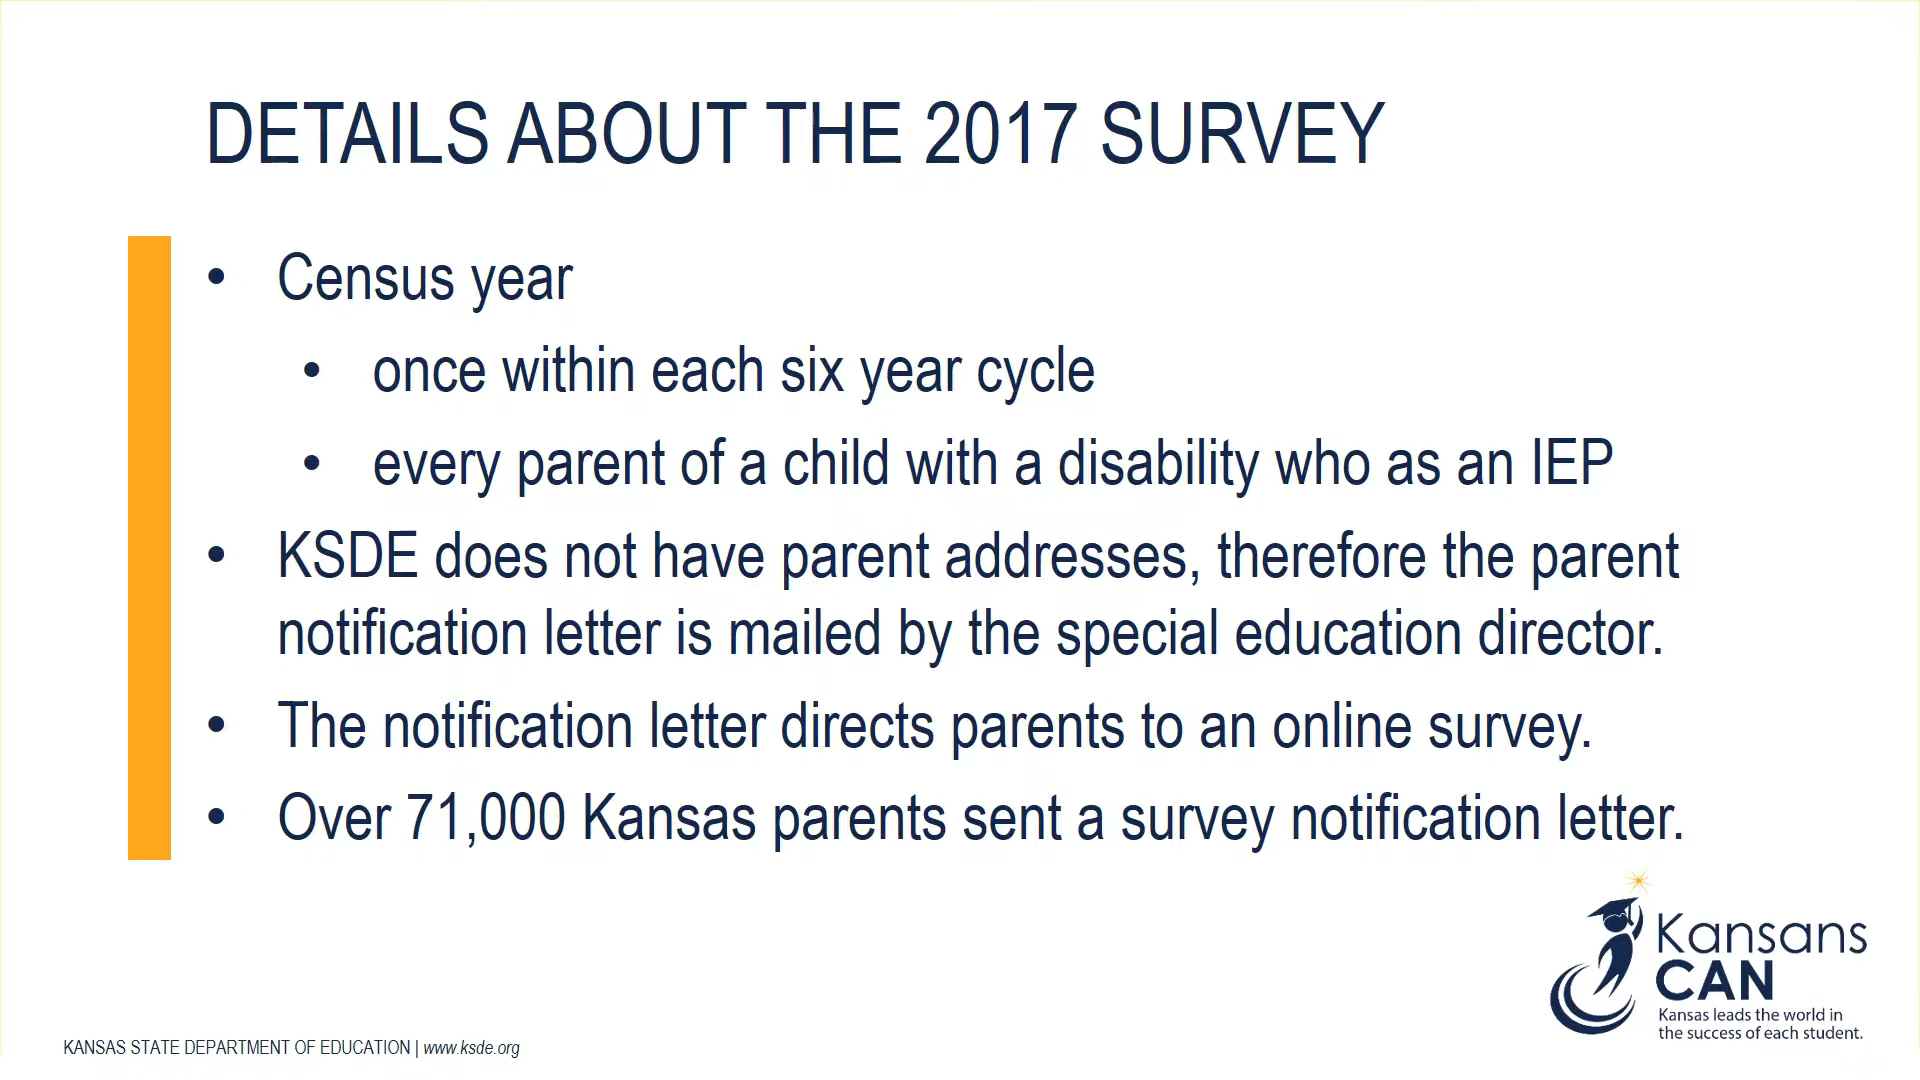 DETAILS ABOUT THE 2017 SURVEY
• Census year
• once within each six year cycle
• every parent of a child with a disability who as an IEP
• KSDE does not have parent addresses, therefore the parent
notification letter is mailed by the special education director.
• The notification letter directs parents to an online survey.
• Over 71,000 Kansas parents sent a survey notification letter.
Kansans
CAN
Kansas leads the world in
the success of each student.
KANSAS STATE DEPARTMENT OF EDUCATION | www.ksde.org